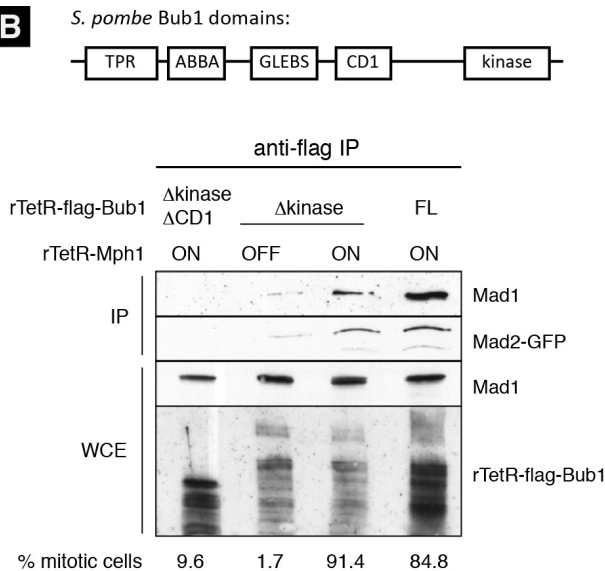 B
S. pombe Bub1 domains:
TPR ABBA GLEBS CD1 kinase
anti-flag IP
rTetR-flag-Bub1 Δkinase ΔCD1 Δkinase FL
rTetR-Mph1 ON OFF ON ON
IP Mad1
Mad2-GFP
WCE Mad1
rTetR-flag-Bub1
% mitotic cells 9.6 1.7 91.4 84.8